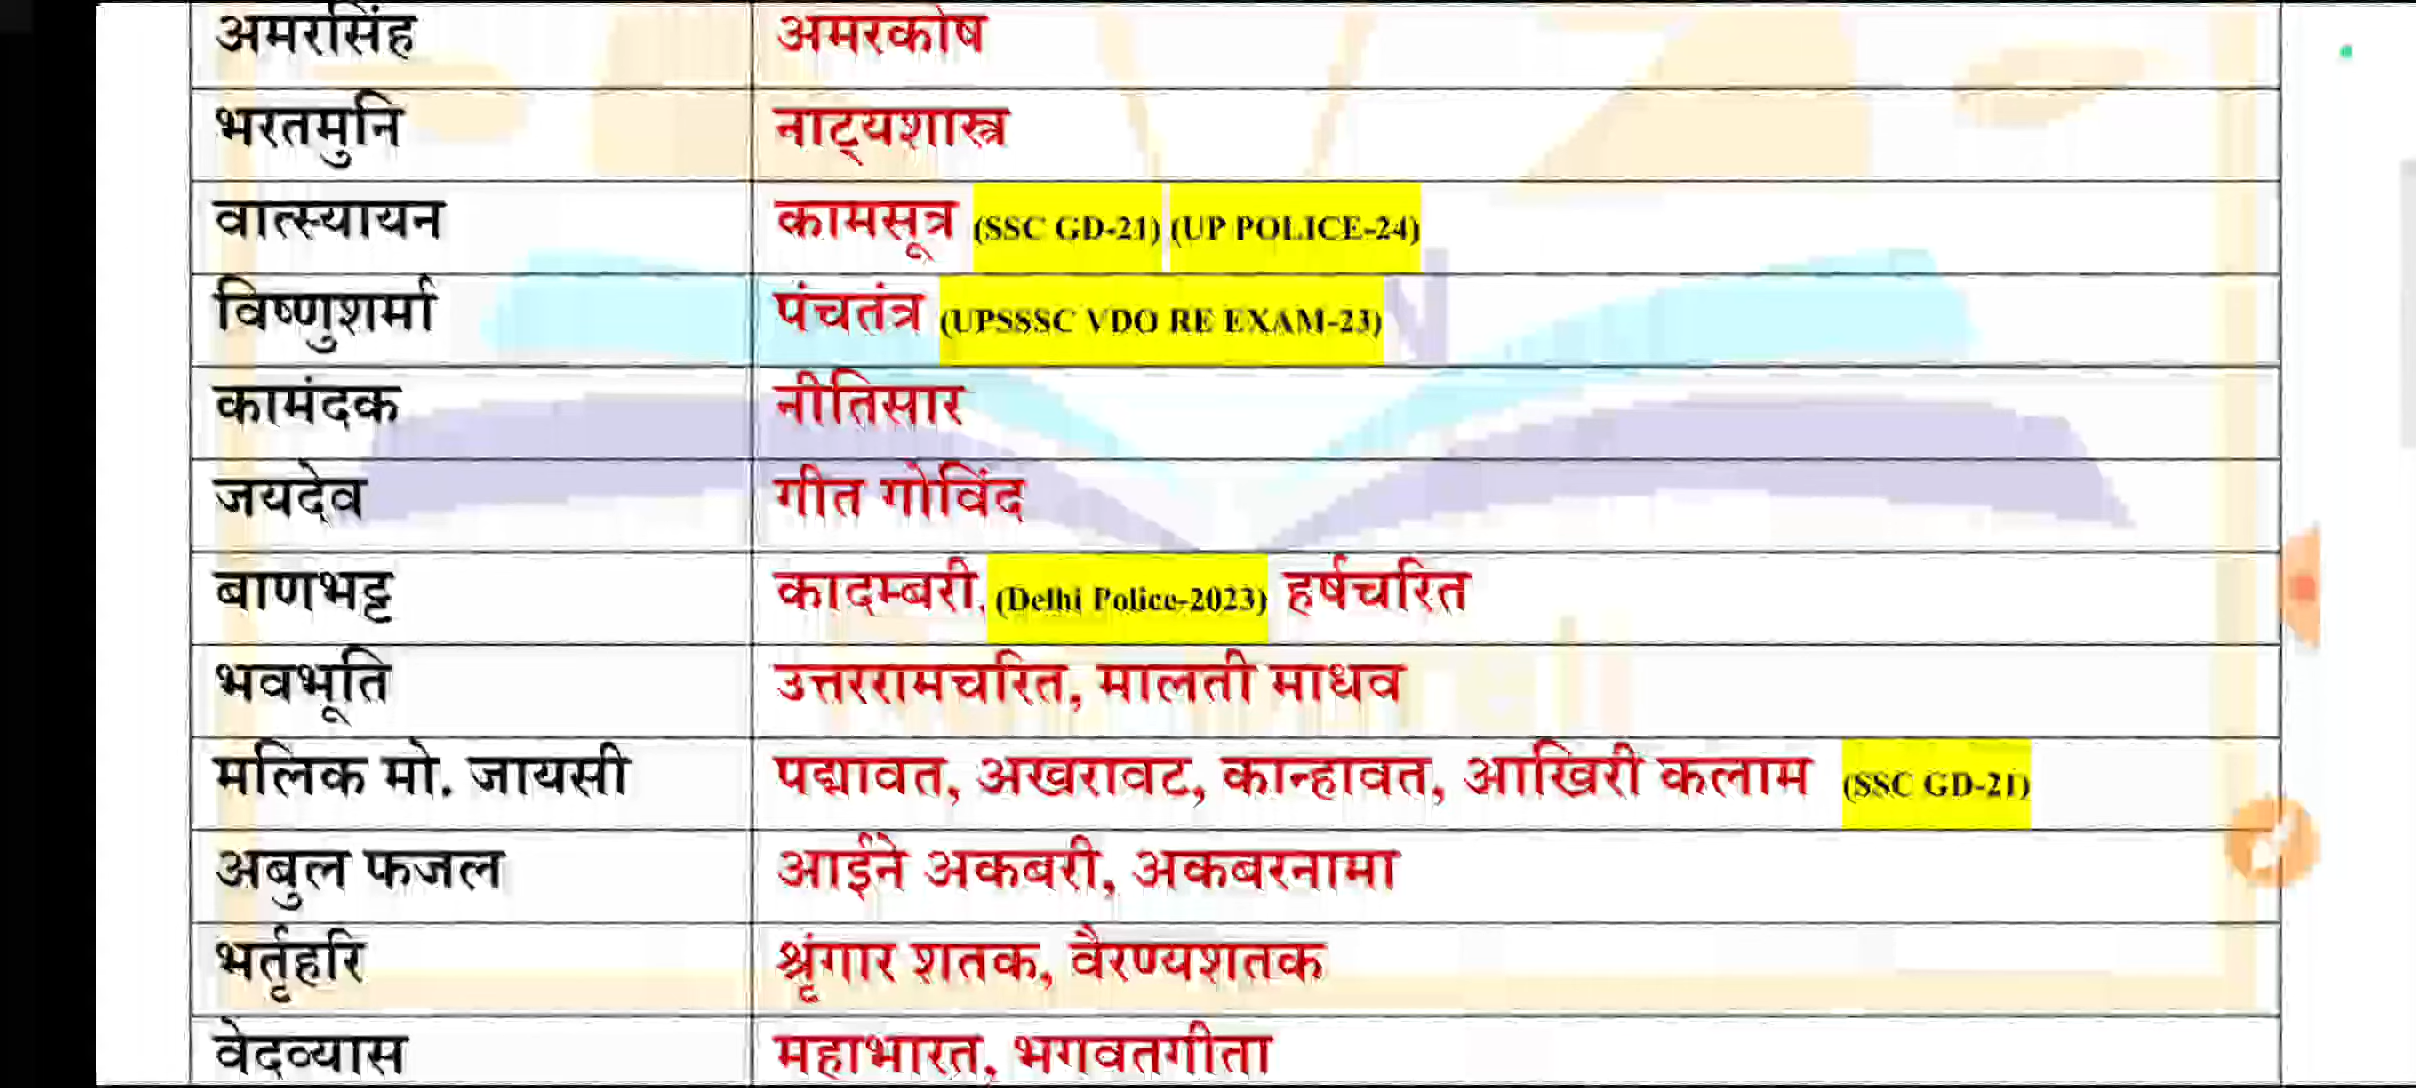 अमरसिंह अमरकोष
भरतमुनि नाट्यशास्त्र
वात्स्यायन कामसूत्र (SSC GD-21) (UP POLICE-24)
विष्णुशर्मा पंचतंत्र (UPSSSC VDO RE EXAM-23)
कामंदक नीतिसार
जयदेव गीत गोविंद
बाणभट्ट कादम्बरी, (Delhi Police-2023) हर्षचरित
भवभूति उत्तररामचरित, मालती माधव
मलिक मो. जायसी पद्मावत, अखरावट, कान्हावत, आखिरी कलाम (SSC GD-21)
अबुल फजल आईने अकबरी, अकबरनामा
भर्तृहरि श्रृंगार शतक, वैरण्यशतक
वेदव्यास महाभारत, भगवतगीता